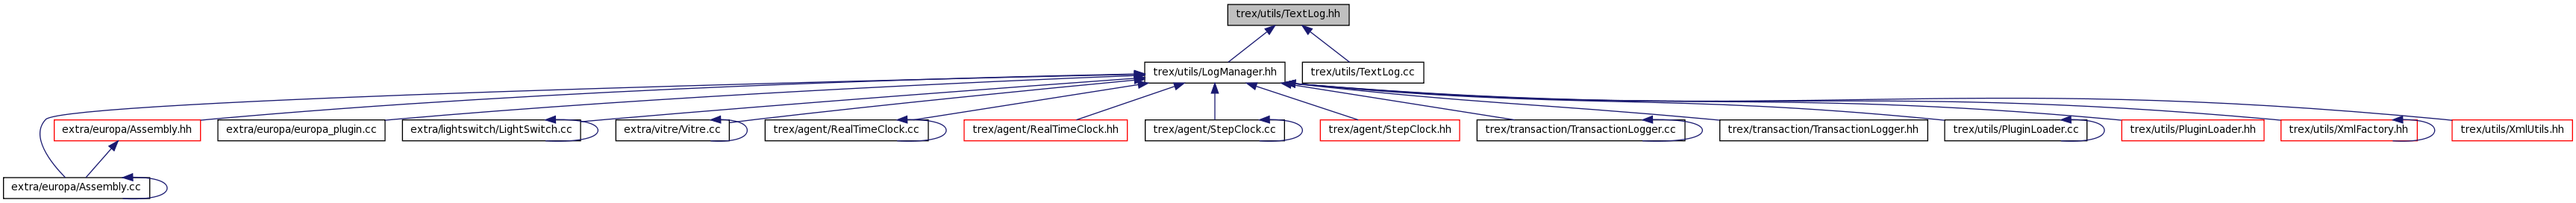 trex/utils/TextLog.hh
trex/utils/LogManager.hh
trex/utils/TextLog.cc
extra/europa/Assembly.hh
extra/europa/europa_plugin.cc
extra/lightswitch/LightSwitch.cc
extra/vitre/Vitre.cc
trex/agent/RealTimeClock.cc
trex/agent/RealTimeClock.hh
trex/agent/StepClock.cc
trex/agent/StepClock.hh
trex/transaction/TransactionLogger.cc
trex/transaction/TransactionLogger.hh
trex/utils/PluginLoader.cc
trex/utils/PluginLoader.hh
trex/utils/XmlFactory.hh
trex/utils/XmlUtils.hh
extra/europa/Assembly.cc